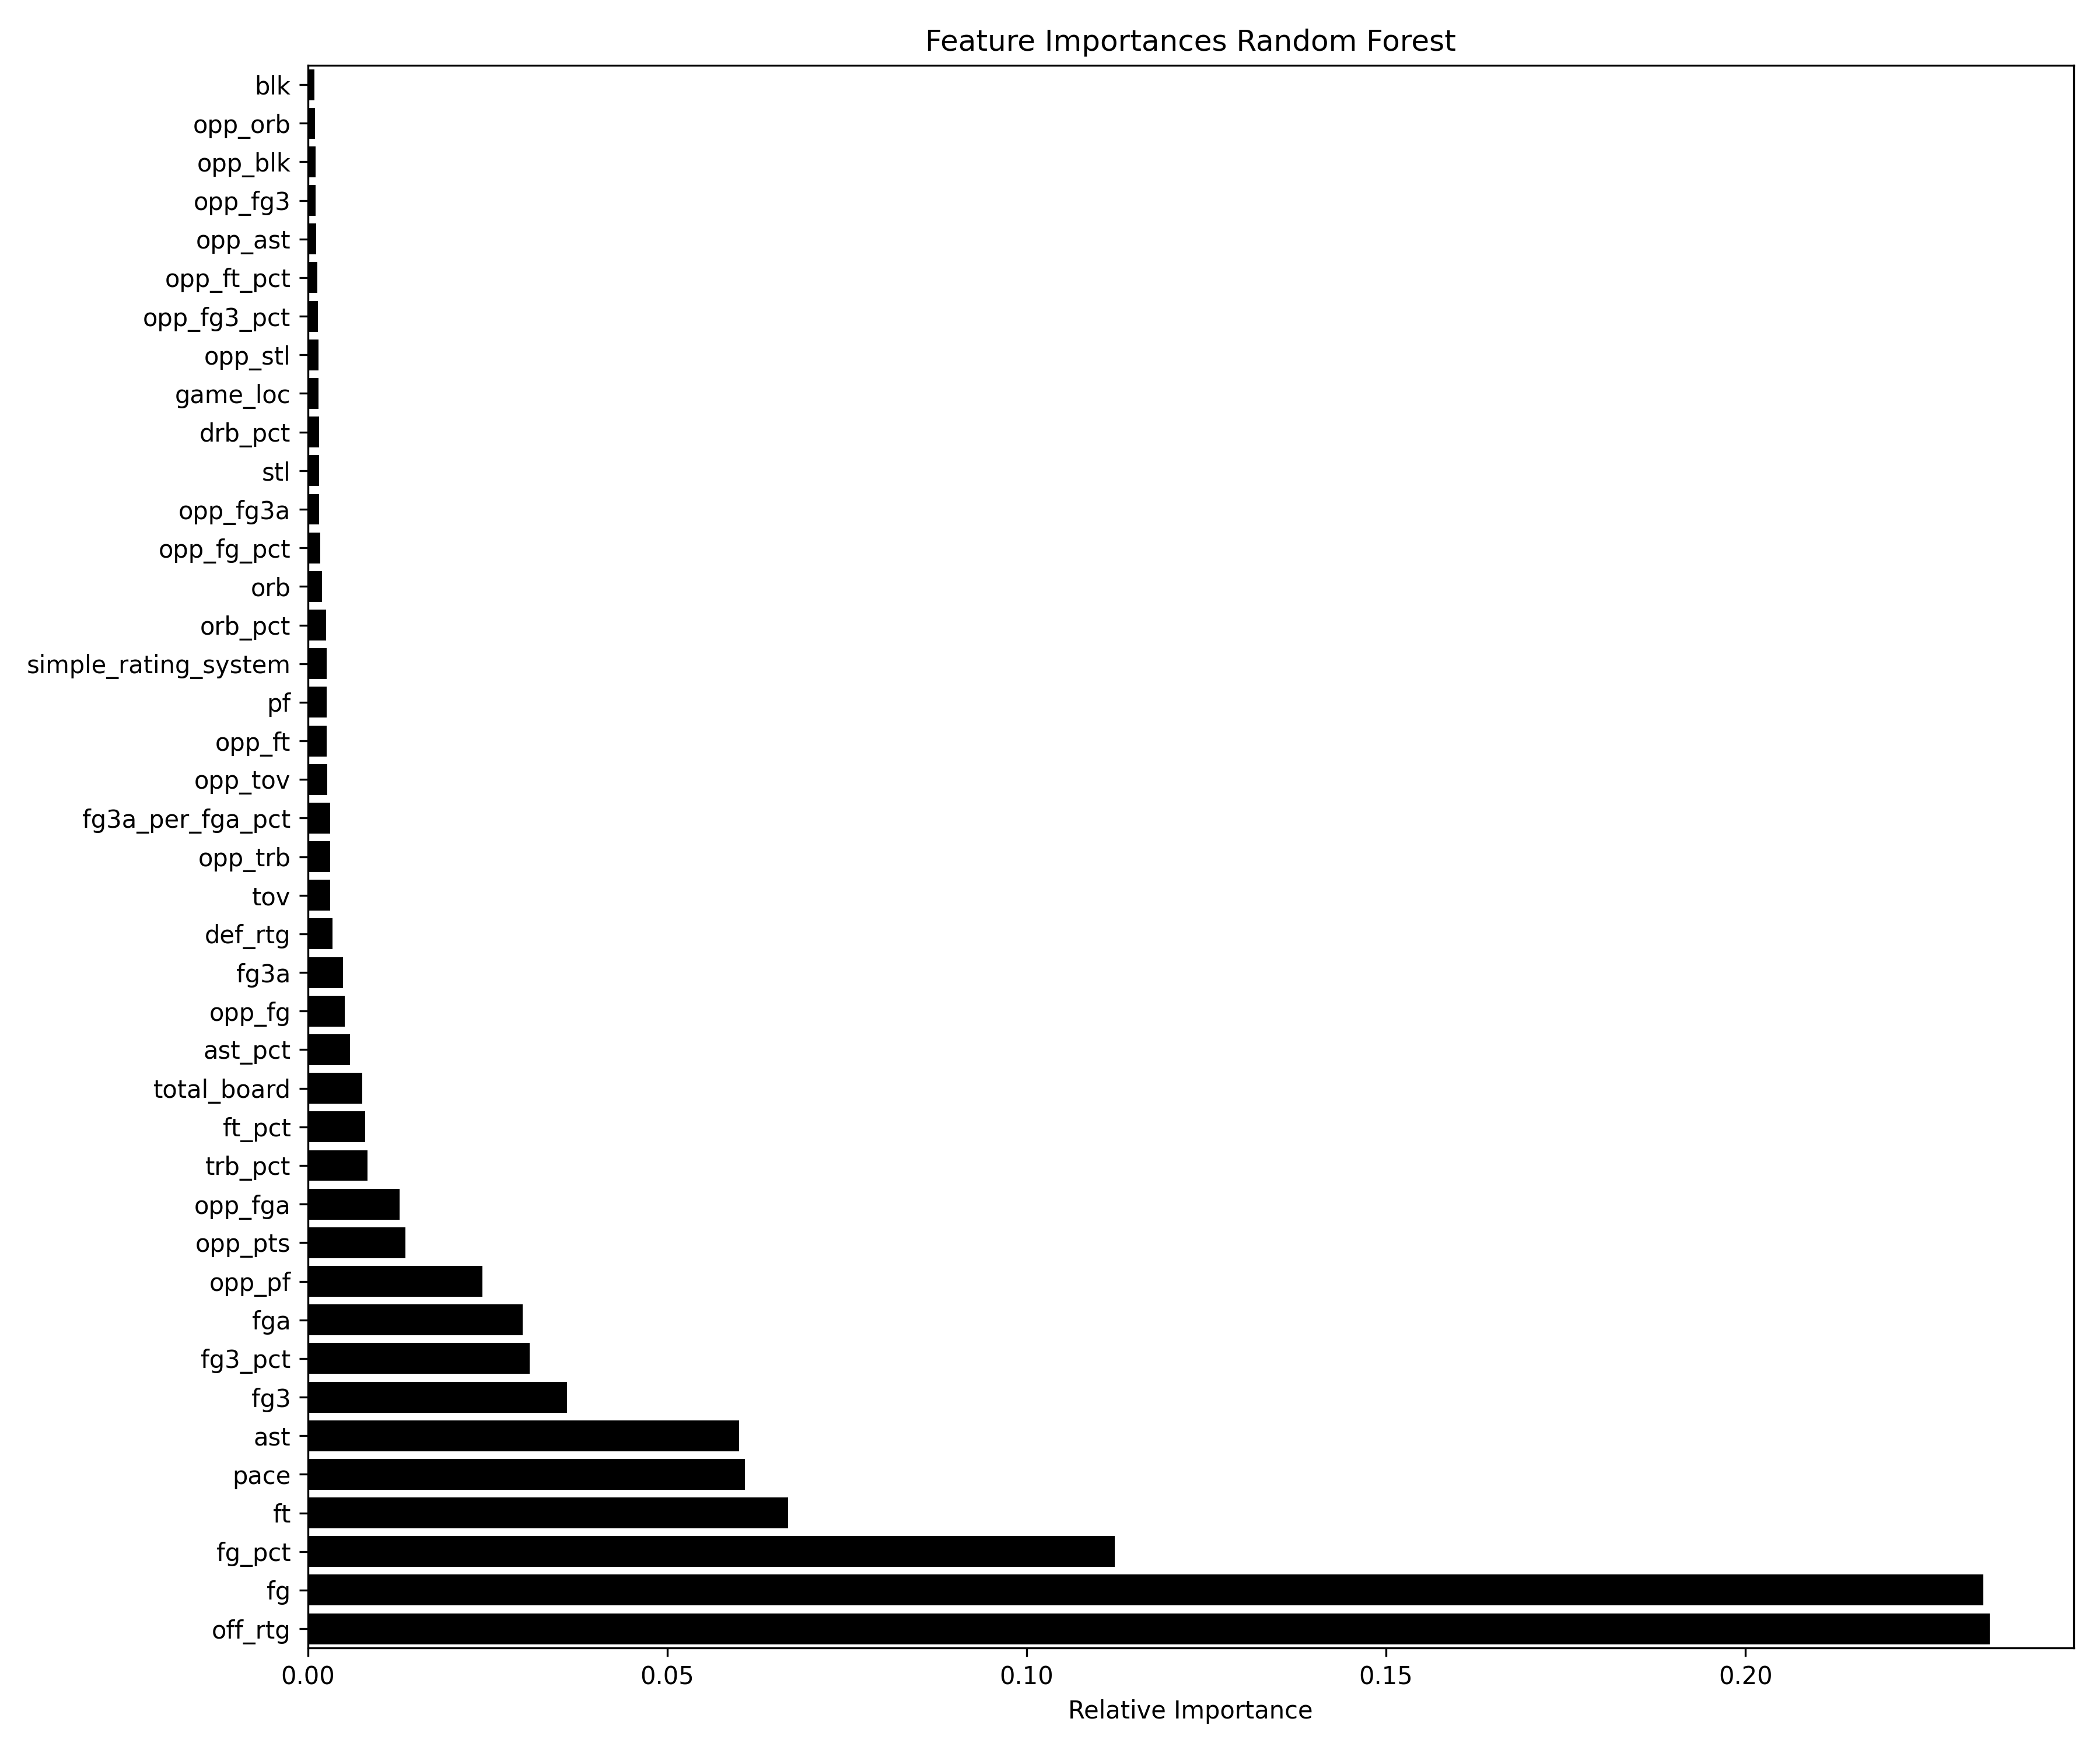 Feature Importances Random Forest
blk
opp_orb
opp_blk
opp_fg3
opp_ast
opp_ft_pct
opp_fg3_pct
opp_stl
game_loc
drb_pct
stl
opp_fg3a
opp_fg_pct
orb
orb_pct
simple_rating_system
pf
opp_ft
opp_tov
fg3a_per_fga_pct
opp_trb
tov
def_rtg
fg3a
opp_fg
ast_pct
total_board
ft_pct
trb_pct
opp_fga
opp_pts
opp_pf
fga
fg3_pct
fg3
ast
pace
ft
fg_pct
fg
off_rtg
0.00 0.05 0.10 0.15 0.20
Relative Importance